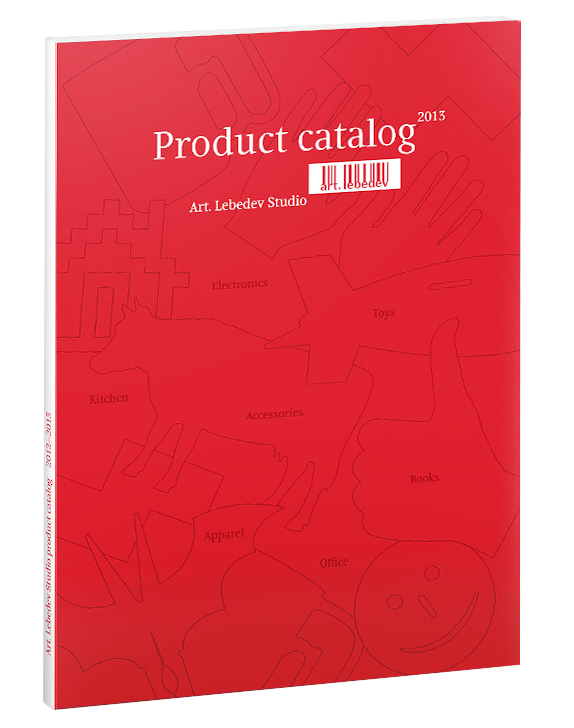 Product catalog 2013
art. lebedev
Art. Lebedev Studio
Electronics
Toys
Kitchen
Accessories
Books
Apparel
Office
Art. Lebedev Studio product catalog 2012–2013